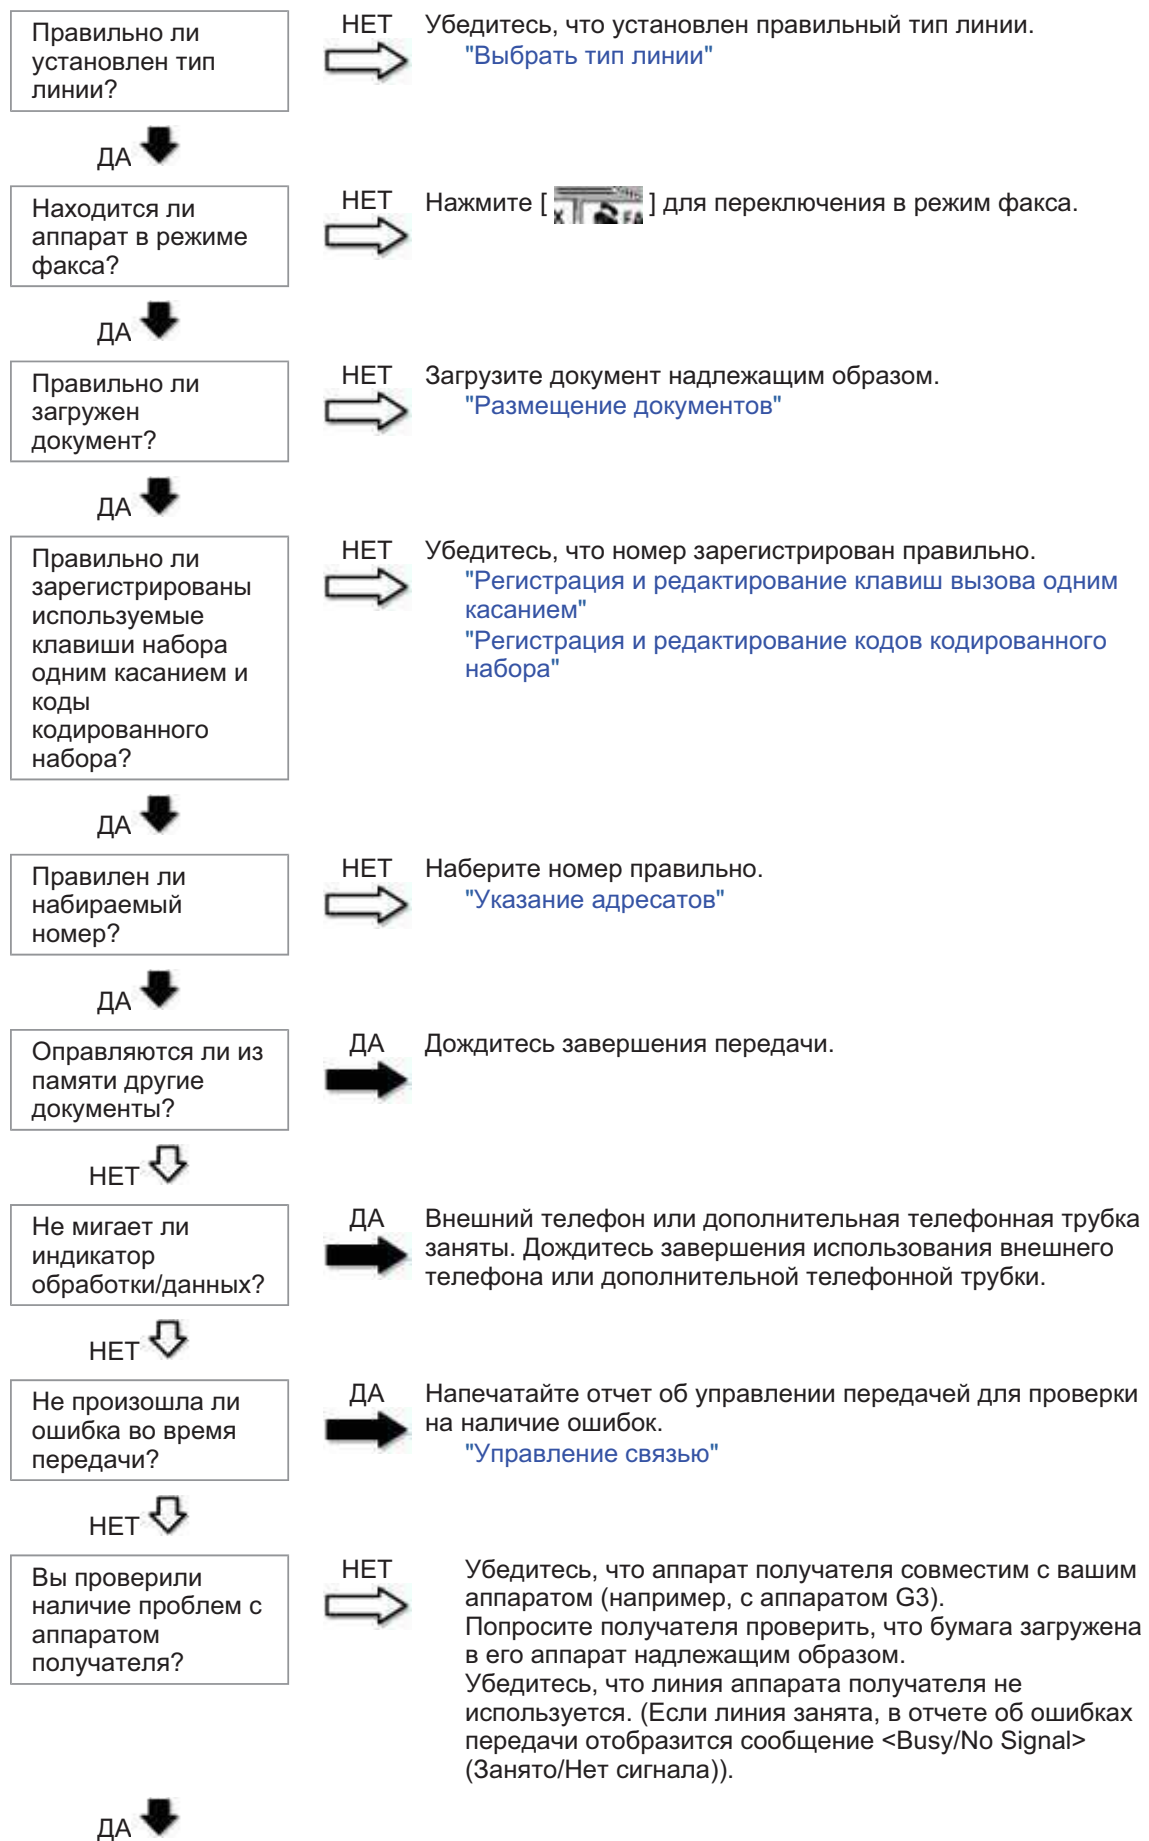 Правильно ли
установлен тип
линии?
НЕТ
Убедитесь, что установлен правильный тип линии.
"Выбрать тип линии"
ДА
Находится ли
аппарат в режиме
факса?
НЕТ
Нажмите [ ] для переключения в режим факса.
ДА
Правильно ли
загружен
документ?
НЕТ
Загрузите документ надлежащим образом.
"Размещение документов"
ДА
Правильно ли
зарегистрированы
используемые
клавиши набора
одним касанием и
коды
кодированного
набора?
НЕТ
Убедитесь, что номер зарегистрирован правильно.
"Регистрация и редактирование клавиш вызова одним
касанием"
"Регистрация и редактирование кодов кодированного
набора"
ДА
Правилен ли
набираемый
номер?
НЕТ
Наберите номер правильно.
"Указание адресатов"
ДА
Оправляются ли из
памяти другие
документы?
ДА
Дождитесь завершения передачи.
НЕТ
Не мигает ли
индикатор
обработки/данных?
ДА
Внешний телефон или дополнительная телефонная трубка
заняты. Дождитесь завершения использования внешнего
телефона или дополнительной телефонной трубки.
НЕТ
Не произошла ли
ошибка во время
передачи?
ДА
Напечатайте отчет об управлении передачей для проверки
на наличие ошибок.
"Управление связью"
НЕТ
Вы проверили
наличие проблем с
аппаратом
получателя?
НЕТ
Убедитесь, что аппарат получателя совместим с вашим
аппаратом (например, с аппаратом G3).
Попросите получателя проверить, что бумага загружена
в его аппарат надлежащим образом.
Убедитесь, что линия аппарата получателя не
используется. (Если линия занята, в отчете об ошибках
передачи отобразится сообщение <Busy/No Signal>
(Занято/Нет сигнала)).
ДА